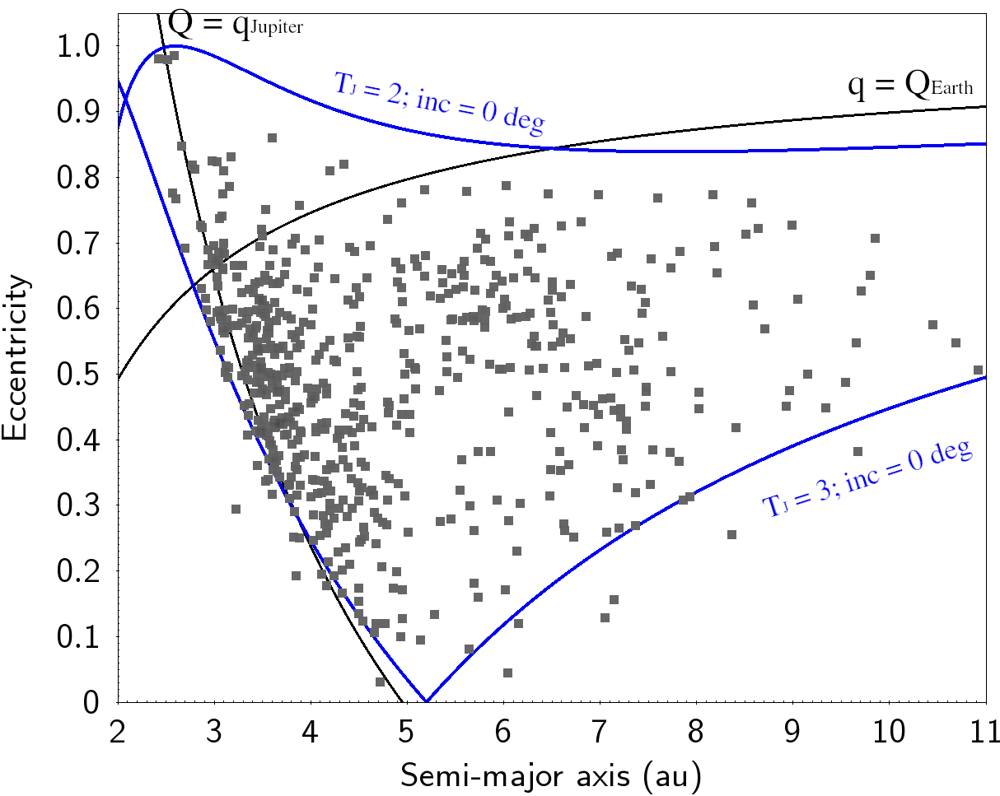 Q = qJupiter
1.0
TJ = 2; inc = 0 deg
q = QEarth
0.9
0.8
0.7
0.6
0.5
0.4
TJ = 3; inc = 0 deg
0.3
0.2
0.1
0
Eccentricity
2 3 4 5 6 7 8 9 10 11
Semi-major axis (au)